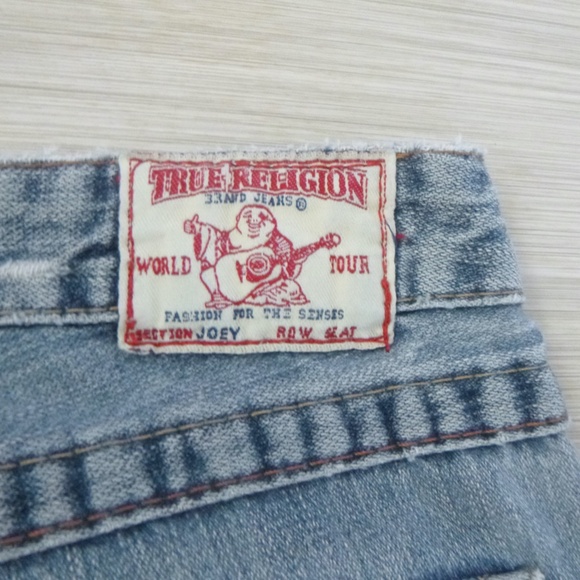 TRUE RELIGION
BRAND JEANS®
WORLD TOUR
FASHION FOR THE SENSES
SECTION JOEY ROW SEAT